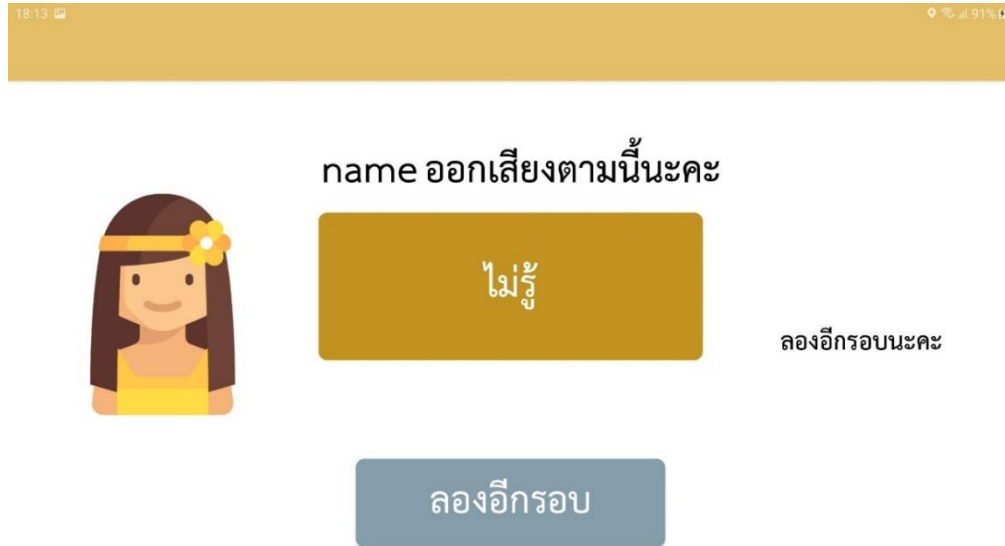 18:13
91%
name ออกเสียงตามนี้นะคะ
ไม่รู้
ลองอีกรอบนะคะ
ลองอีกรอบ